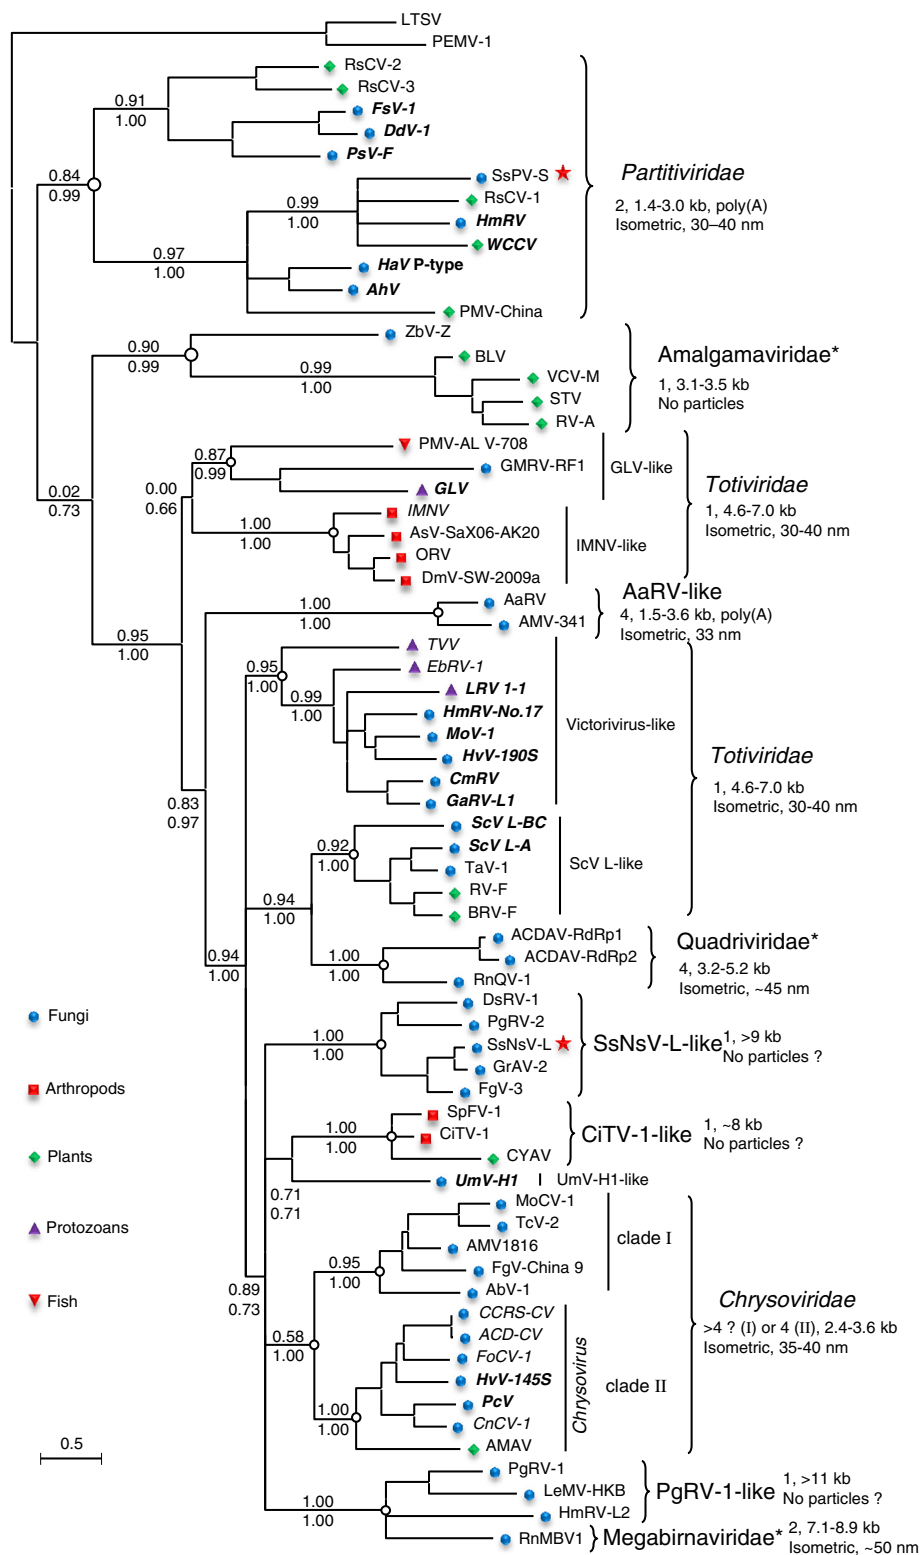 LTSV
PEMV-1
RsCV-2
RsCV-3
0.91
1.00
FsV-1
DdV-1
PsV-F
0.84
0.99
SsPV-S
RsCV-1
0.99
1.00
HmRV
WCCV
0.97
1.00
HaV P-type
AhV
PMV-China
Partitiviridae
2, 1.4-3.0 kb, poly(A)
Isometric, 30–40 nm
ZbV-Z
0.90
0.99
BLV
0.99
1.00
VCV-M
STV
RV-A
Amalgamaviridae*
1, 3.1-3.5 kb
No particles
0.02
0.73
PMV-AL V-708
0.87
0.99
GMRV-RF1
GLV
GLV-like
0.00
0.66
IMNV
1.00
1.00
AsV-SaX06-AK20
ORV
DmV-SW-2009a
IMNV-like
Totiviridae
1, 4.6-7.0 kb
Isometric, 30-40 nm
0.95
1.00
1.00
1.00
AaRV
AMV-341
AaRV-like
4, 1.5-3.6 kb, poly(A)
Isometric, 33 nm
TVV
0.95
1.00
EbRV-1
0.99
1.00
LRV 1-1
HmRV-No.17
MoV-1
HvV-190S
CmRV
GaRV-L1
Victorivirus-like
0.83
0.97
ScV L-BC
0.92
1.00
ScV L-A
TaV-1
RV-F
BRV-F
ScV L-like
Totiviridae
1, 4.6-7.0 kb
Isometric, 30-40 nm
0.94
1.00
0.94
1.00
1.00
1.00
ACDAV-RdRp1
ACDAV-RdRp2
RnQV-1
Quadriviridae*
4, 3.2-5.2 kb
Isometric, ~45 nm
DsRV-1
PgRV-2
1.00
1.00
SsNsV-L
GrAV-2
FgV-3
SsNsV-L-like
1, >9 kb
No particles ?
SpFV-1
1.00
1.00
CiTV-1
CYAV
CiTV-1-like
1, ~8 kb
No particles ?
0.71
0.71
UmV-H1
UmV-H1-like
0.89
0.73
MoCV-1
TcV-2
AMV1816
0.95
1.00
FgV-China 9
AbV-1
clade I
0.58
1.00
CCRS-CV
ACD-CV
FoCV-1
HvV-145S
PcV
1.00
1.00
CnCV-1
AMAV
Chrysovirus
clade II
Chrysoviridae
>4 ? (I) or 4 (II), 2.4-3.6 kb
Isometric, 35-40 nm
PgRV-1
LeMV-HKB
1.00
1.00
HmRV-L2
RnMBV1
PgRV-1-like
1, >11 kb
No particles ?
Megabirnaviridae*
2, 7.1-8.9 kb
Isometric, ~50 nm
Fungi
Arthropods
Plants
Protozoans
Fish
0.5